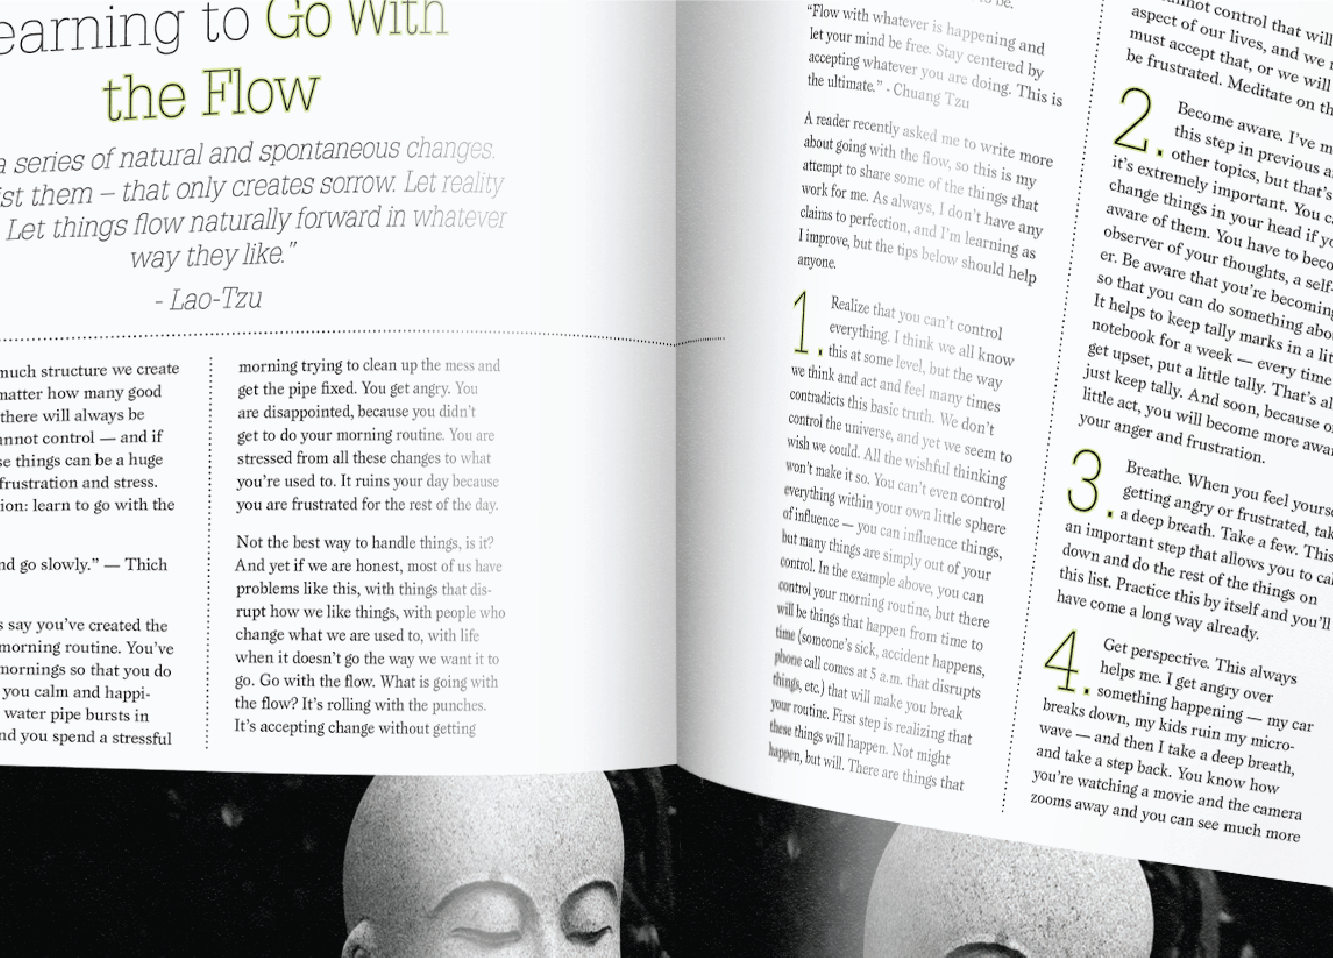 earning to Go With
the Flow
a series of natural and spontaneous changes.
ist them – that only creates sorrow. Let reality
Let things flow naturally forward in whatever
way they like."
- Lao-Tzu
much structure we create
matter how many good
there will always be
annot control — and if
se things can be a huge
frustration and stress.
ion: learn to go with the
nd go slowly." — Thich
s say you've created the
morning routine. You've
mornings so that you do
you calm and happi-
water pipe bursts in
nd you spend a stressful
morning trying to clean up the mess and
get the pipe fixed. You get angry. You
are disappointed, because you didn't
get to do your morning routine. You are
stressed from all these changes to what
you're used to. It ruins your day because
you are frustrated for the rest of the day.
Not the best way to handle things, is it?
And yet if we are honest, most of us have
problems like this, with things that dis-
rupt how we like things, with people who
change what we are used to, with life
when it doesn't go the way we want it to
go. Go with the flow. What is going with
the flow? It's rolling with the punches.
It's accepting change without getting
to be.
"Flow with whatever is happening and
let your mind be free. Stay centered by
accepting whatever you are doing. This is
the ultimate." - Chuang Tzu
A reader recently asked me to write more
about going with the flow, so this is my
attempt to share some of the things that
work for me. As always, I don't have any
claims to perfection, and I'm learning as
I improve, but the tips below should help
anyone.
1. Realize that you can't control
everything. I think we all know
this at some level, but the way
we think and act and feel many times
contradicts this basic truth. We don't
control the universe, and yet we seem to
wish we could. All the wishful thinking
won't make it so. You can't even control
everything within your own little sphere
of influence — you can influence things,
but many things are simply out of your
control. In the example above, you can
control your morning routine, but there
will be things that happen from time to
time (someone's sick, accident happens,
phone call comes at 5 a.m. that disrupts
things, etc.) that will make you break
your routine. First step is realizing that
these things will happen. Not might
happen, but will. There are things that
nnot control that will
aspect of our lives, and we
must accept that, or we will
be frustrated. Meditate on th
2. Become aware. I've m
this step in previous a
other topics, but that's
it's extremely important. You c
change things in your head if yo
aware of them. You have to beco
observer of your thoughts, a self-
er. Be aware that you're becoming
so that you can do something abo
It helps to keep tally marks in a lit
notebook for a week — every time
get upset, put a little tally. That's al
just keep tally. And soon, because o
little act, you will become more awa
your anger and frustration.
3. Breathe. When you feel yourse
getting angry or frustrated, tak
a deep breath. Take a few. This
an important step that allows you to cal
down and do the rest of the things on
this list. Practice this by itself and you'll
have come a long way already.
4. Get perspective. This always
helps me. I get angry over
something happening — my car
breaks down, my kids ruin my micro-
wave — and then I take a deep breath,
and take a step back. You know how
you're watching a movie and the camera
zooms away and you can see much more